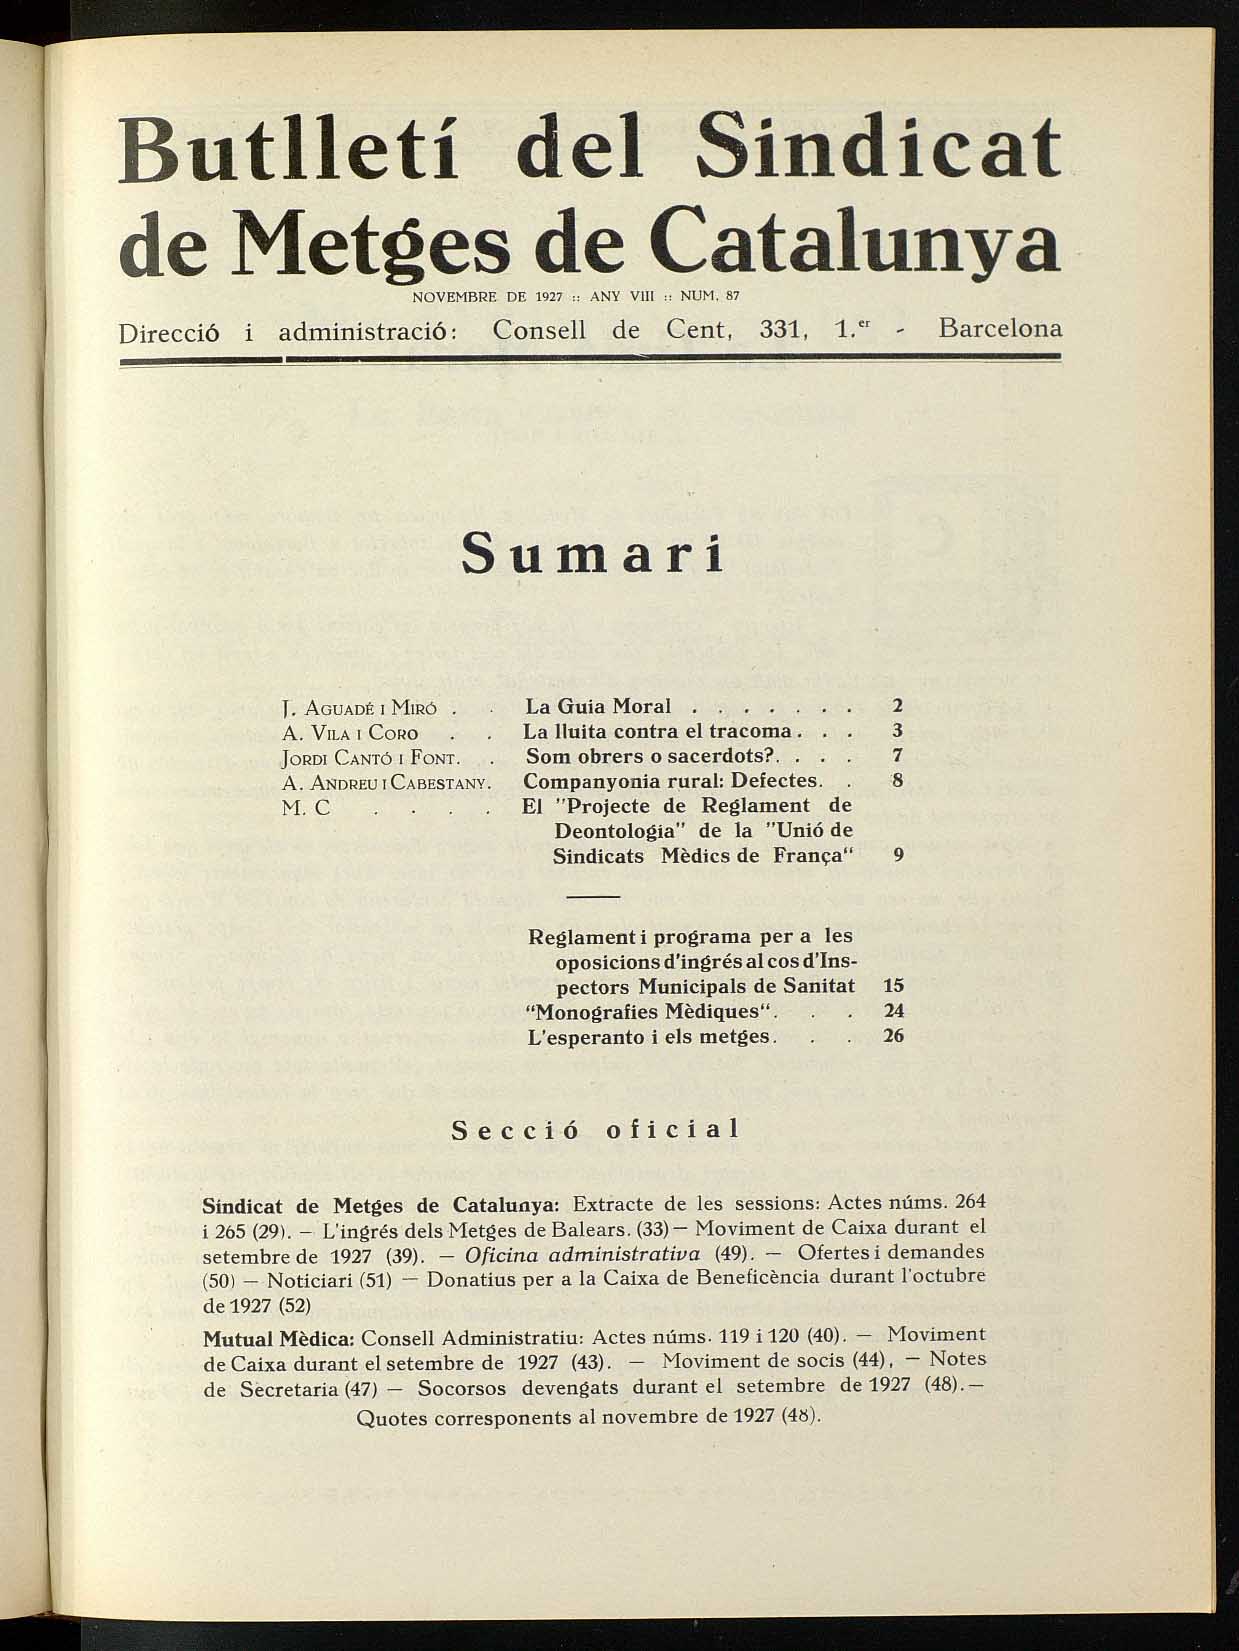 Butlletí del Sindicat
de Metges de Catalunya
NOVEMBRE DE 1927 :: ANY VIII :: NUM. 87
Direcció i administració: Consell de Cent, 331, 1.er - Barcelona
Sumari
J. AGUADÉ I MIRÓ . . La Guia Moral . . . . . . . 2
A. VILA I CORO . . La lluita contra el tracoma. . . 3
JORDI CANTÓ I FONT. . Som obrers o sacerdots?. . . . 7
A. ANDREU I CABESTANY. Companyonia rural: Defectes. . 8
M. C . . . . El "Projecte de Reglament de
Deontologia" de la "Unió de
Sindicats Mèdics de França“ 9
Reglament i programa per a les
oposicions d'ingrés al cos d'Ins-
pectors Municipals de Sanitat 15
“Monografies Mèdiques“. . . 24
L'esperanto i els metges. . . 26
Secció oficial
Sindicat de Metges de Catalunya: Extracte de les sessions: Actes núms. 264
i 265 (29). — L'ingrés dels Metges de Balears. (33) — Moviment de Caixa durant el
setembre de 1927 (39). — Oficina administrativa (49). — Ofertes i demandes
(50) — Noticiari (51) — Donatius per a la Caixa de Beneficència durant l'octubre
de 1927 (52)
Mutual Mèdica: Consell Administratiu: Actes núms. 119 i 120 (40). — Moviment
de Caixa durant el setembre de 1927 (43). — Moviment de socis (44), — Notes
de Secretaria (47) — Socorsos devengats durant el setembre de 1927 (48). —
Quotes corresponents al novembre de 1927 (48).